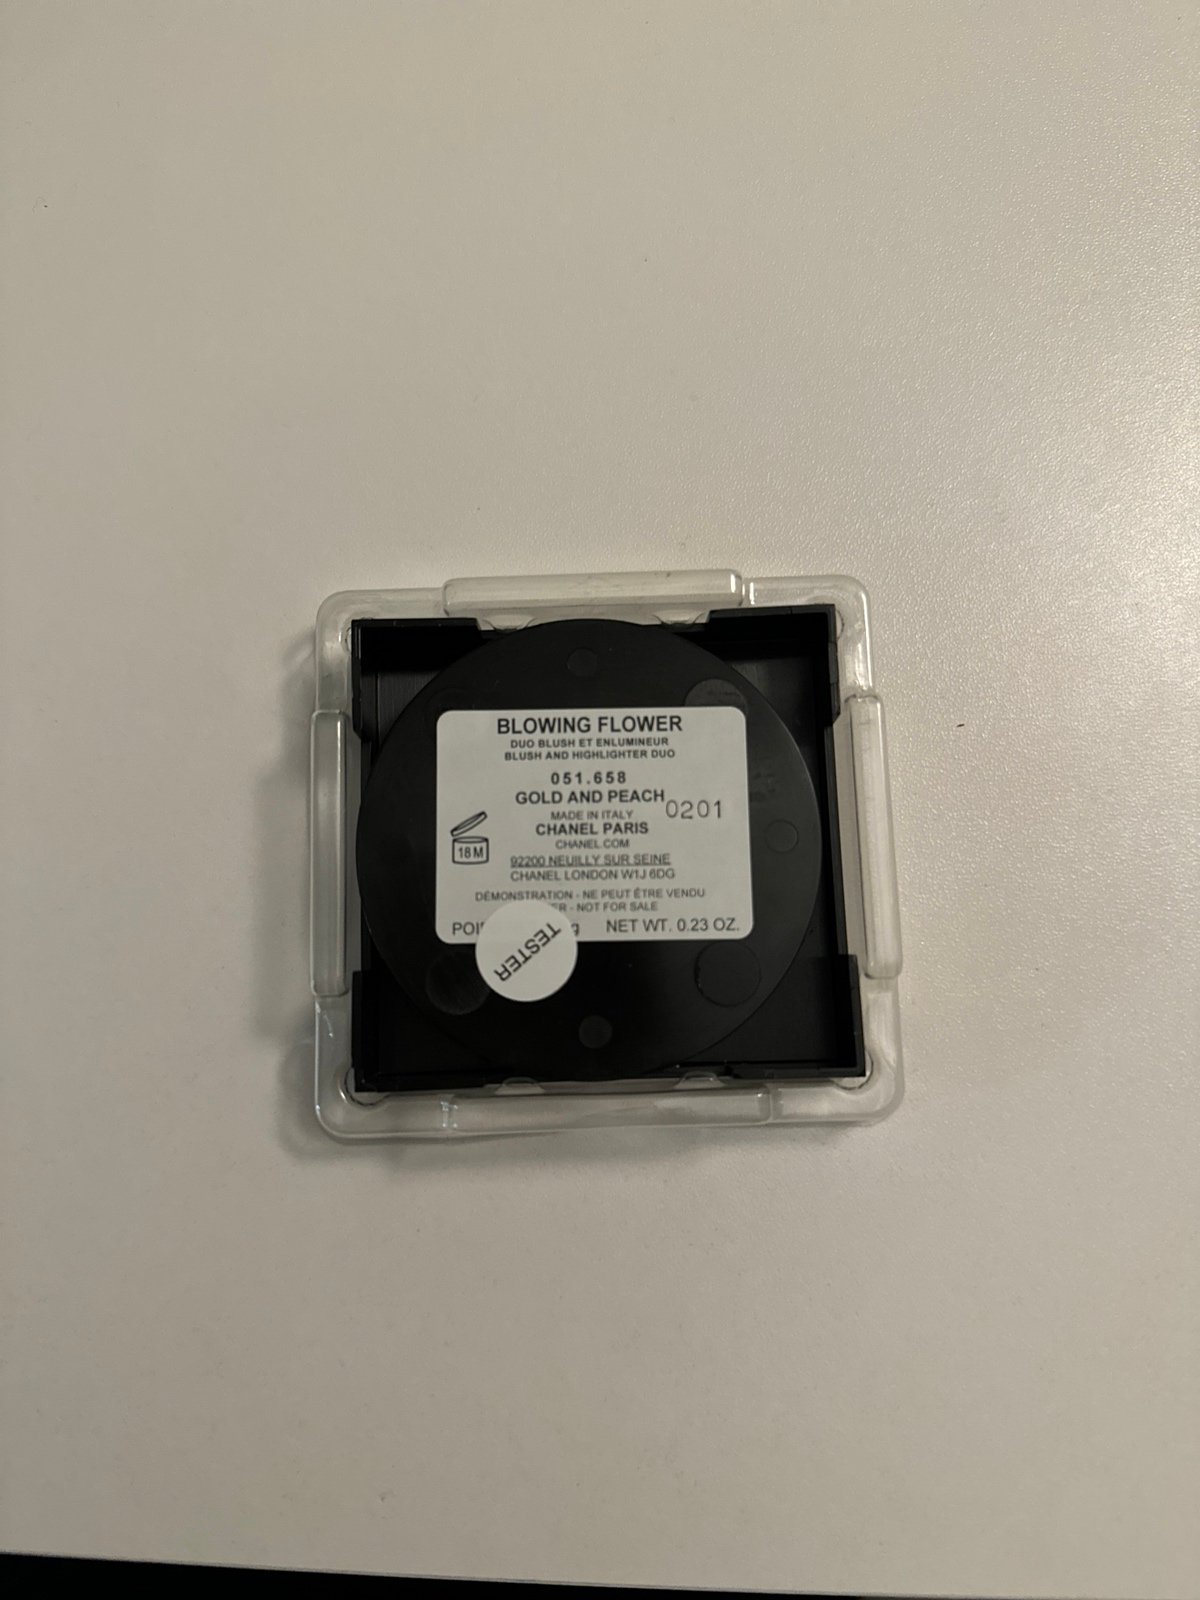 BLOWING FLOWER
DUO BLUSH ET ENLUMINEUR
BLUSH AND HIGHLIGHTER DUO
051.658
GOLD AND PEACH
0201
MADE IN ITALY
CHANEL PARIS
CHANEL.COM
18M
92200 NEUILLY SUR SEINE
CHANEL LONDON W1J 6DG
DÉMONSTRATION - NE PEUT ÊTRE VENDU
- NOT FOR SALE
g NET WT. 0.23 OZ.
TESTER